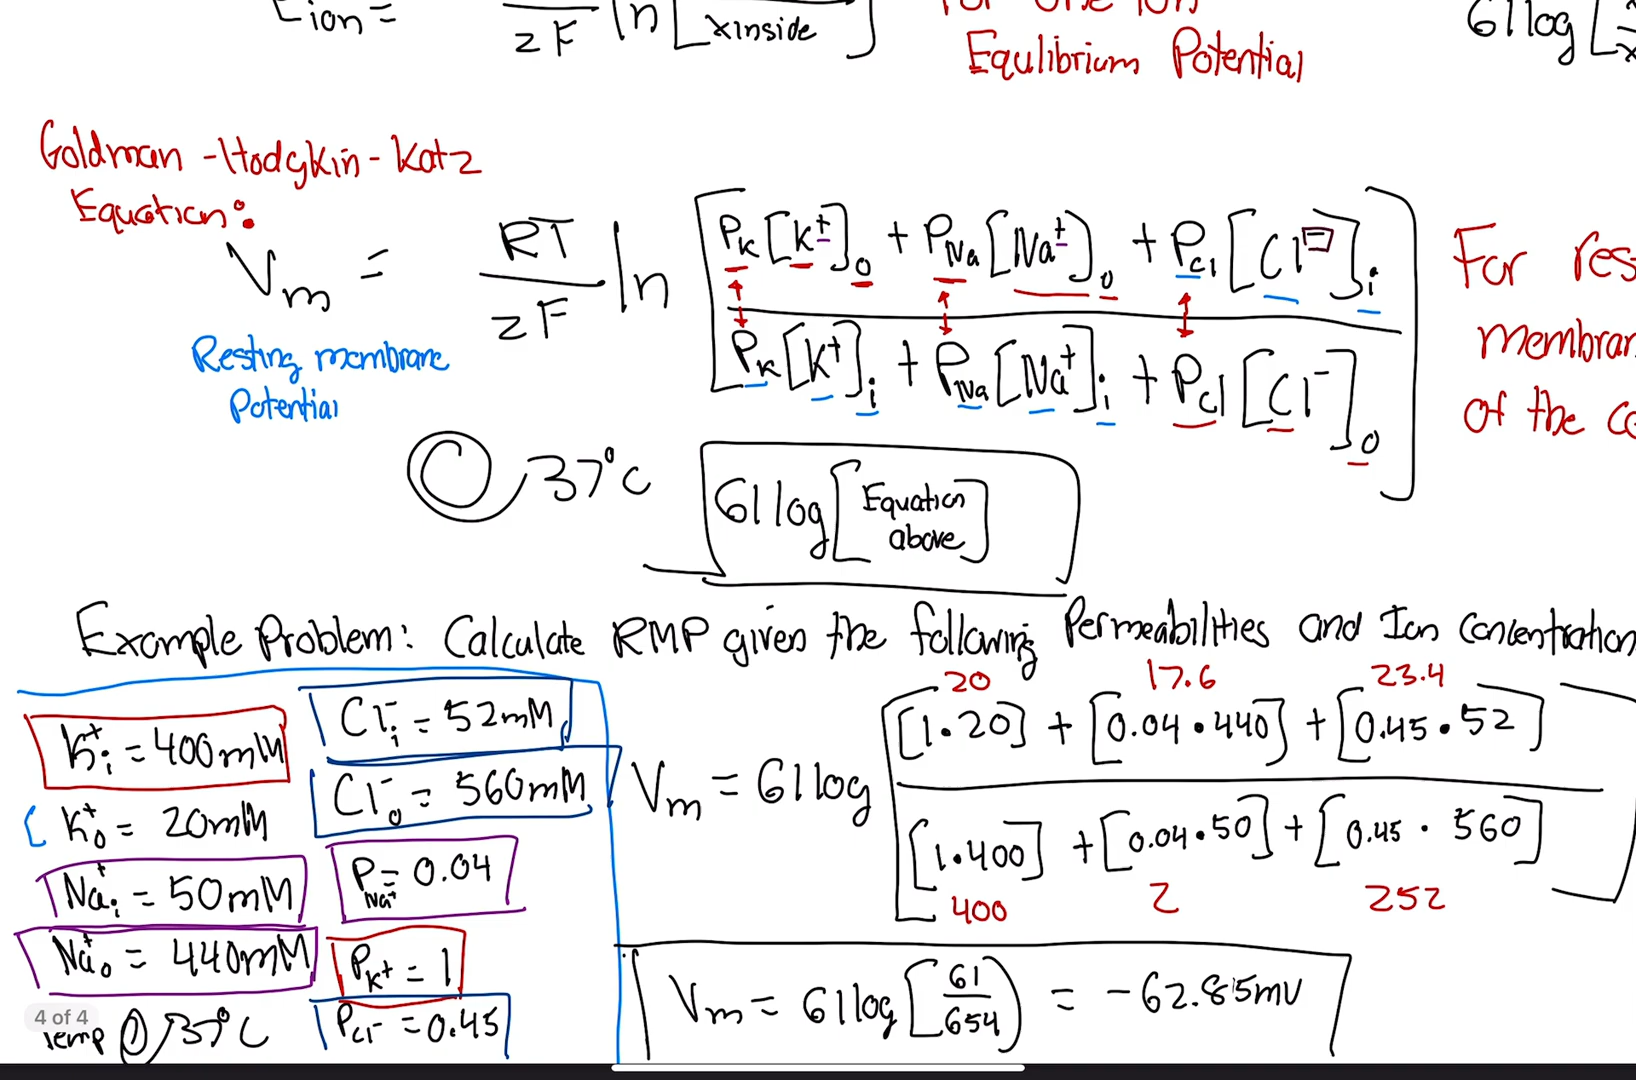 Eion = zF ln [xinside]
For one ion
Equlibrium Potential
61 log [
Goldman - Hodgkin - Katz
Equation:
Vm = RT/zF ln [PK[K+]o + PNa[Na+]o + PCl[Cl-]i / PK[K+]i + PNa[Na+]i + PCl[Cl-]o]
Resting membrane
Potential
For
of the
@ 37°C
61 log [Equation above]
Example Problem: Calculate RMP given the following Permeabilities and Ion Concentration
K+i = 400mM
K+o = 20mM
Na+i = 50mM
Na+o = 440mM
Temp @ 37°C
Cl-i = 52mM
Cl-o = 560mM
PNa+ = 0.04
PK+ = 1
PCl- = 0.45
20 17.6 23.4
Vm = 61 log [[1•20] + [0.04•440] + [0.45•52] / [1•400] + [0.04•50] + [0.45•560]]
400 2 252
Vm = 61 log [61/654] = -62.85mV
4 of 4